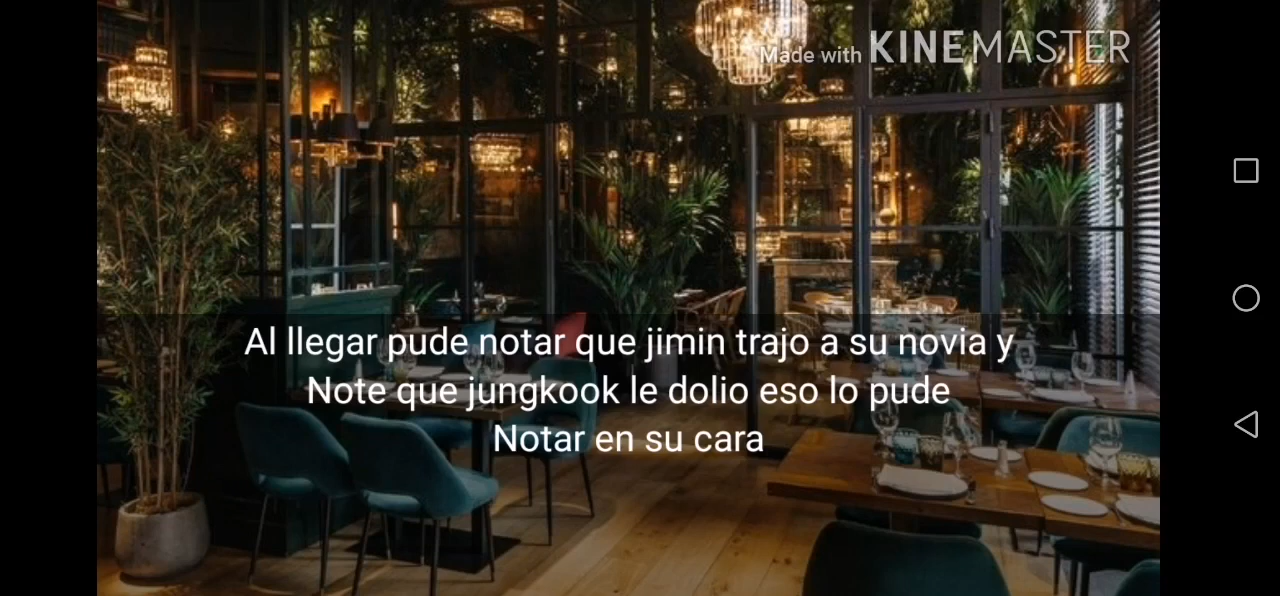 Made with KINEMASTER
Al llegar pude notar que jimin trajo a su novia y
Note que jungkook le dolio eso lo pude
Notar en su cara